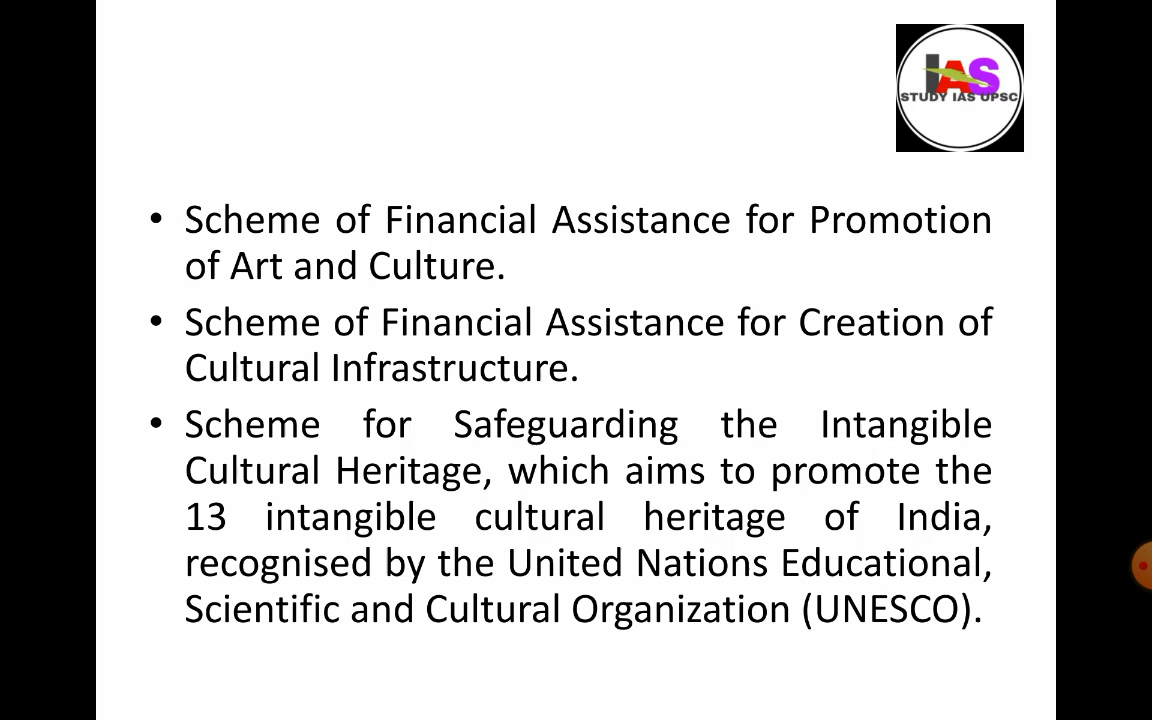 IAS
STUDY IAS UPSC
• Scheme of Financial Assistance for Promotion
of Art and Culture.
• Scheme of Financial Assistance for Creation of
Cultural Infrastructure.
• Scheme for Safeguarding the Intangible
Cultural Heritage, which aims to promote the
13 intangible cultural heritage of India,
recognised by the United Nations Educational,
Scientific and Cultural Organization (UNESCO).